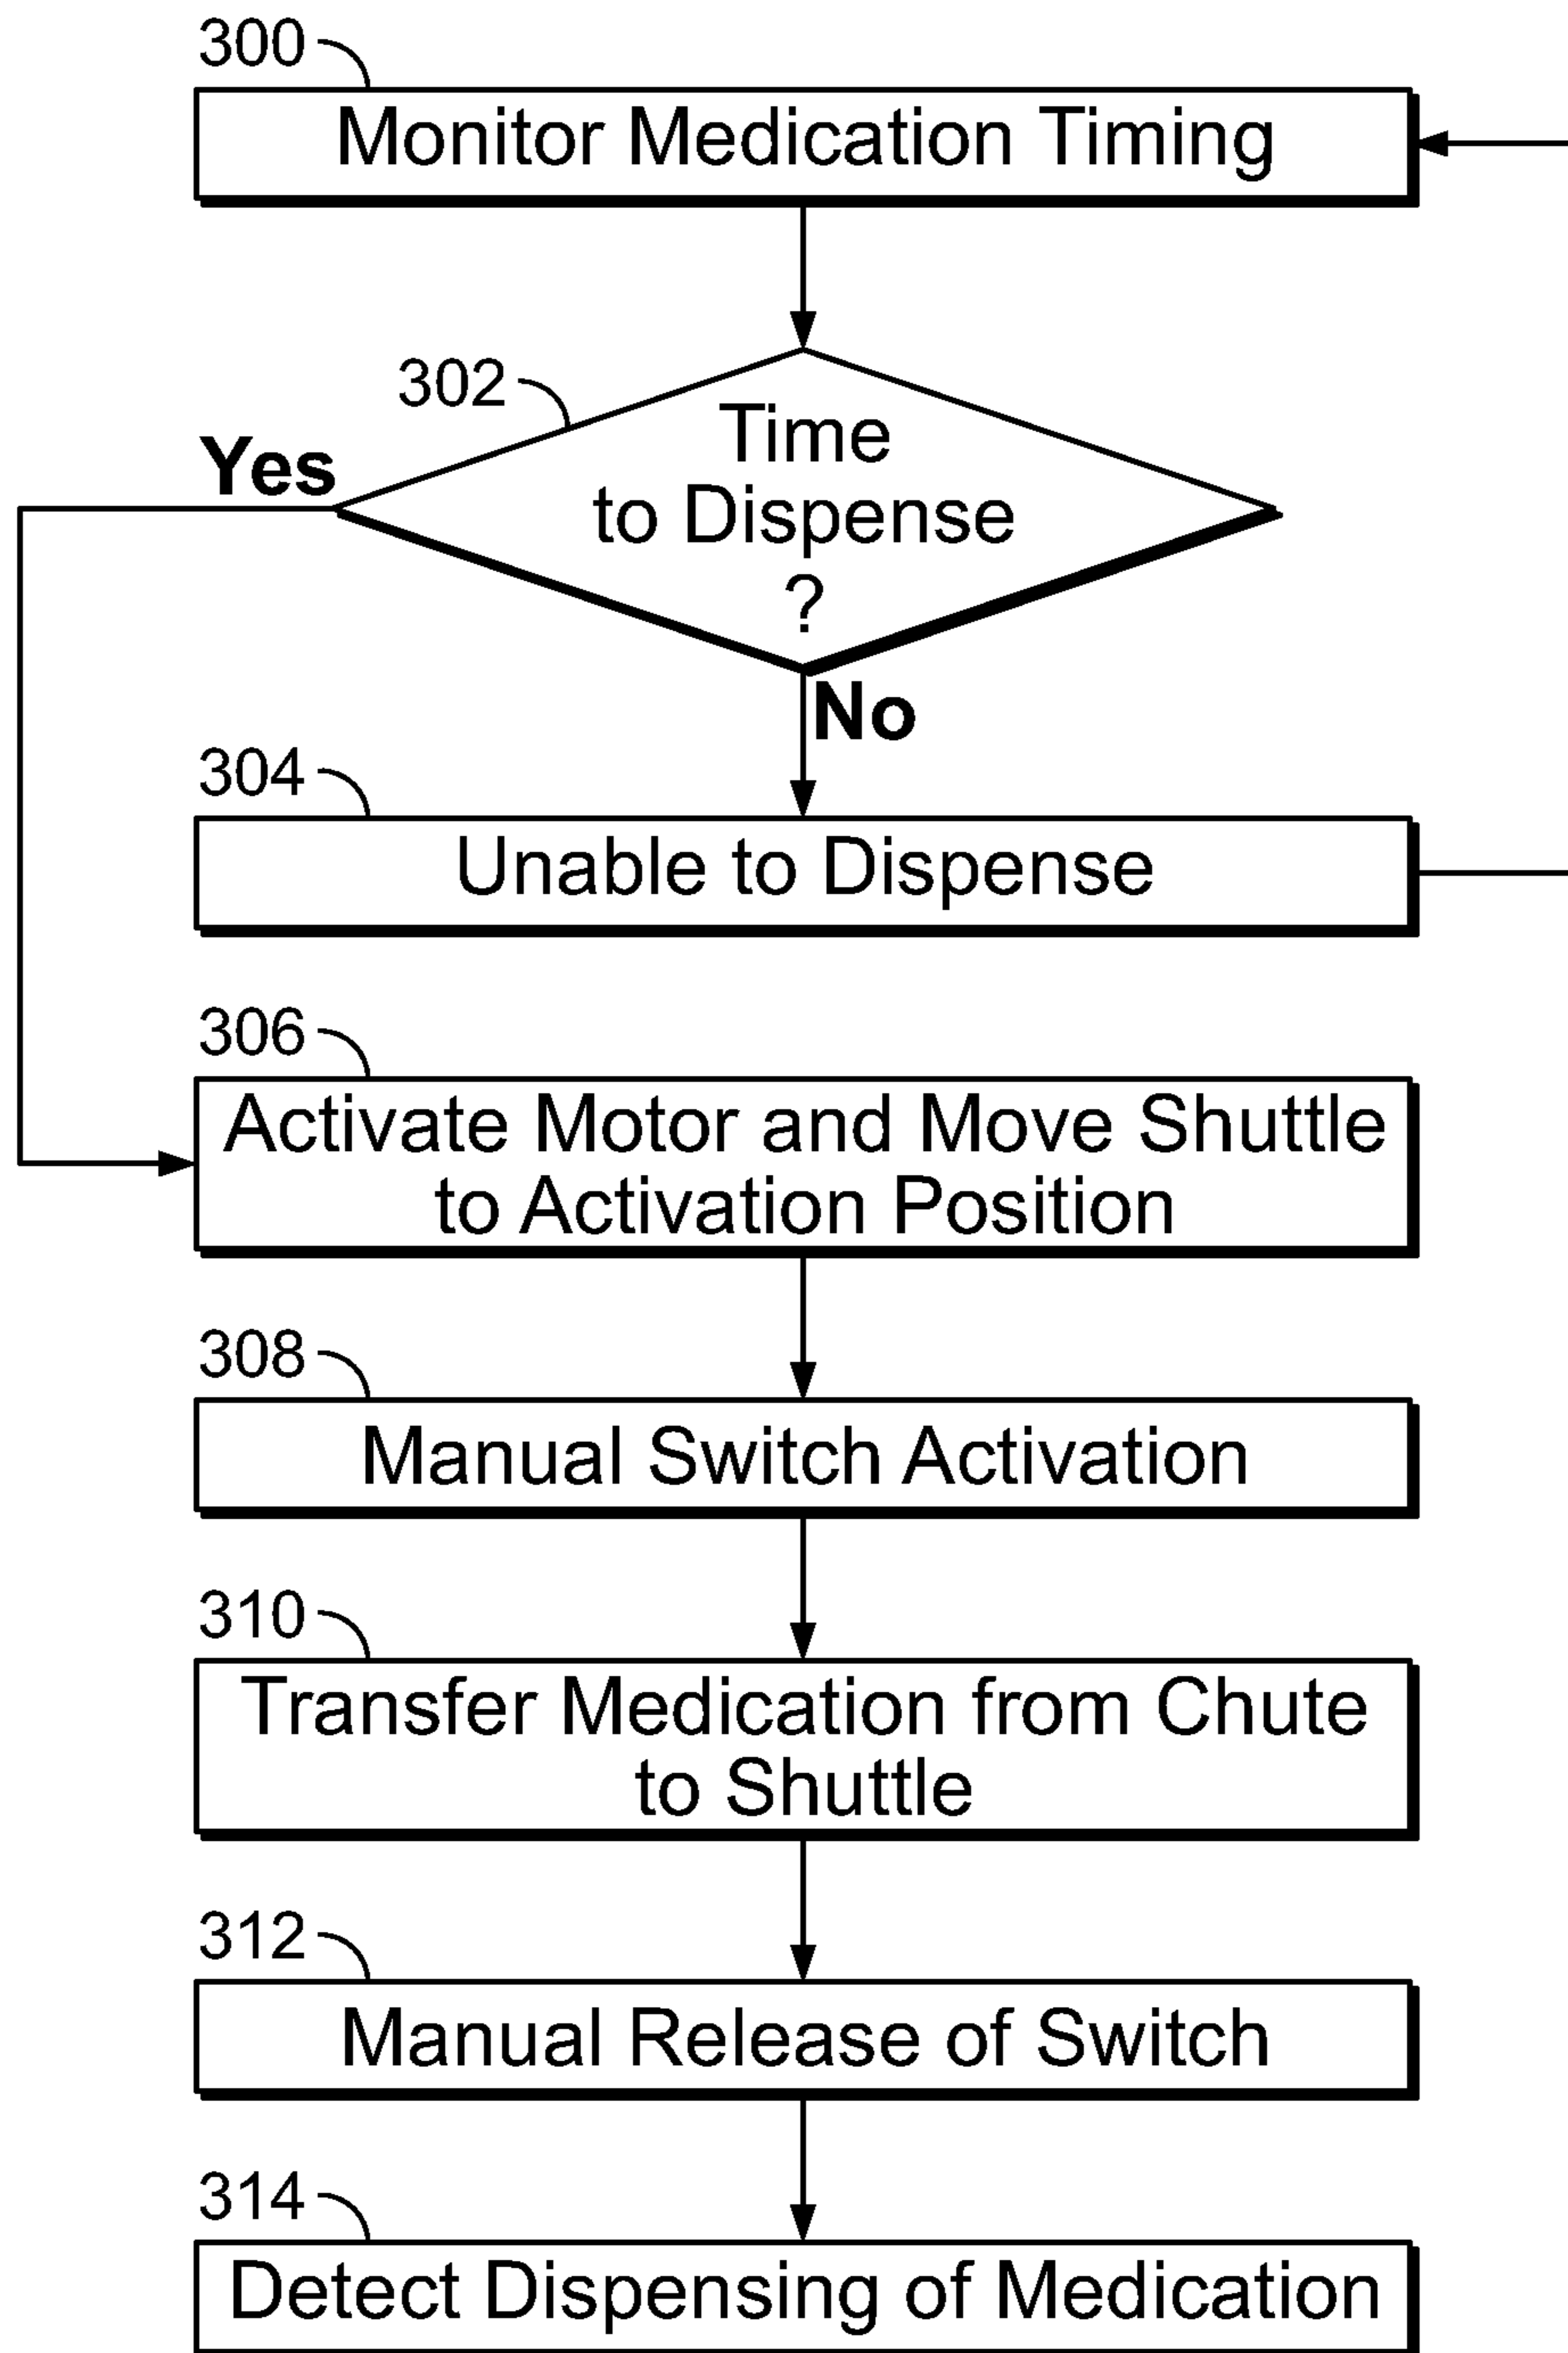 300
Monitor Medication Timing
302
Time
to Dispense
?
Yes
No
304
Unable to Dispense
306
Activate Motor and Move Shuttle
to Activation Position
308
Manual Switch Activation
310
Transfer Medication from Chute
to Shuttle
312
Manual Release of Switch
314
Detect Dispensing of Medication